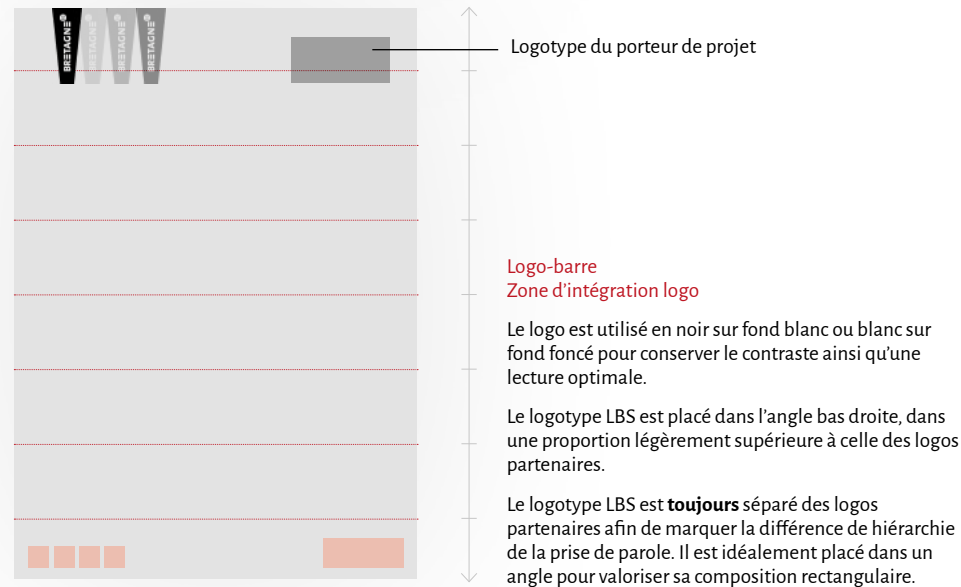 BRETAGNE®
BRETAGNE®
BRETAGNE®
BRETAGNE®
Logotype du porteur de projet
Logo-barre
Zone d’intégration logo
Le logo est utilisé en noir sur fond blanc ou blanc sur
fond foncé pour conserver le contraste ainsi qu’une
lecture optimale.
Le logotype LBS est placé dans l’angle bas droite, dans
une proportion légèrement supérieure à celle des logos
partenaires.
Le logotype LBS est toujours séparé des logos
partenaires afin de marquer la différence de hiérarchie
de la prise de parole. Il est idéalement placé dans un
angle pour valoriser sa composition rectangulaire.